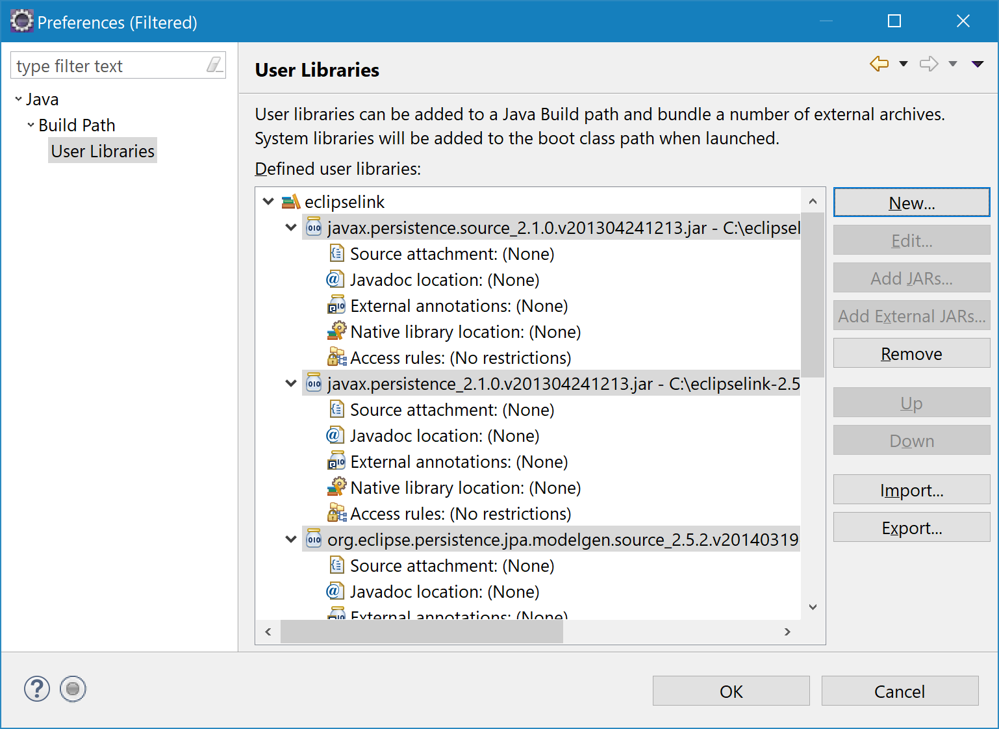 Preferences (Filtered)
type filter text
Java
Build Path
User Libraries
User Libraries
User libraries can be added to a Java Build path and bundle a number of external archives.
System libraries will be added to the boot class path when launched.
Defined user libraries:
eclipselink
javax.persistence.source_2.1.0.v201304241213.jar - C:\eclipsel
Source attachment: (None)
Javadoc location: (None)
External annotations: (None)
Native library location: (None)
Access rules: (No restrictions)
javax.persistence_2.1.0.v201304241213.jar - C:\eclipselink-2.5
Source attachment: (None)
Javadoc location: (None)
External annotations: (None)
Native library location: (None)
Access rules: (No restrictions)
org.eclipse.persistence.jpa.modelgen.source_2.5.2.v20140319
Source attachment: (None)
Javadoc location: (None)
External annotations: (None)
New...
Edit...
Add JARs...
Add External JARs...
Remove
Up
Down
Import...
Export...
OK
Cancel